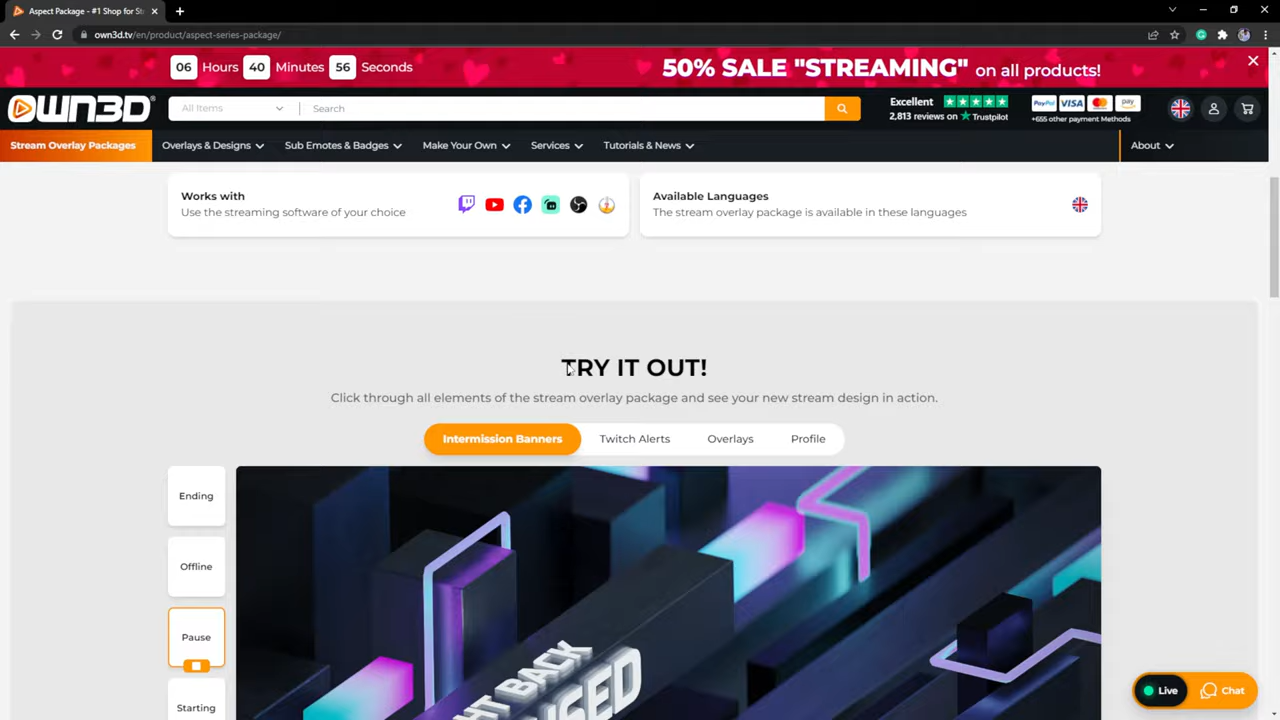 Aspect Package - #1 Shop for St
own3d.tv/en/product/aspect-series-package/
06 Hours 40 Minutes 56 Seconds
50% SALE "STREAMING" on all products!
OWN3D
All Items
Search
Excellent
2,813 reviews on Trustpilot
PayPal VISA pay
+655 other payment Methods
Stream Overlay Packages
Overlays & Designs
Sub Emotes & Badges
Make Your Own
Services
Tutorials & News
About
Works with
Use the streaming software of your choice
Available Languages
The stream overlay package is available in these languages
TRY IT OUT!
Click through all elements of the stream overlay package and see your new stream design in action.
Intermission Banners
Twitch Alerts
Overlays
Profile
Ending
Offline
Pause
Starting
HT BACK
Live
Chat